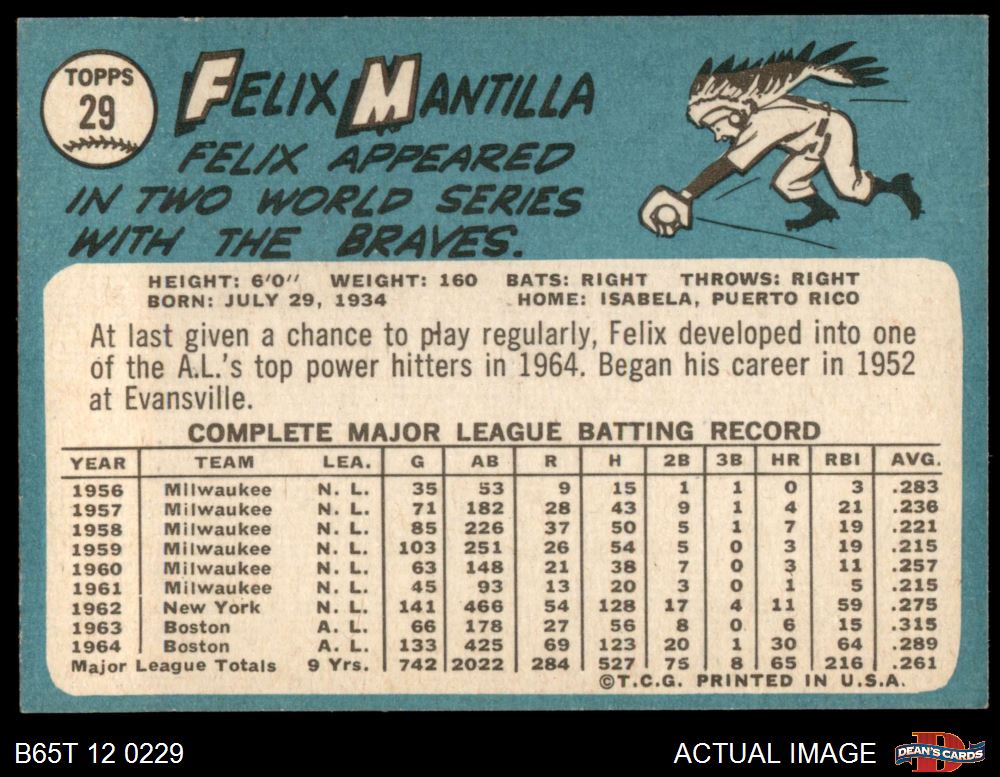 TOPPS
29
FELIX MANTILLA
FELIX APPEARED
IN TWO WORLD SERIES
WITH THE BRAVES.
HEIGHT: 6'0" WEIGHT: 160 BATS: RIGHT THROWS: RIGHT
BORN: JULY 29, 1934 HOME: ISABELA, PUERTO RICO
At last given a chance to play regularly, Felix developed into one
of the A.L.'s top power hitters in 1964. Began his career in 1952
at Evansville.
COMPLETE MAJOR LEAGUE BATTING RECORD
YEAR TEAM LEA. G AB R H 2B 3B HR RBI AVG.
1956 Milwaukee N. L. 35 53 9 15 1 1 0 3 .283
1957 Milwaukee N. L. 71 182 28 43 9 1 4 21 .236
1958 Milwaukee N. L. 85 226 37 50 5 1 7 19 .221
1959 Milwaukee N. L. 103 251 26 54 5 0 3 19 .215
1960 Milwaukee N. L. 63 148 21 38 7 0 3 11 .257
1961 Milwaukee N. L. 45 93 13 20 3 0 1 5 .215
1962 New York N. L. 141 466 54 128 17 4 11 59 .275
1963 Boston A. L. 66 178 27 56 8 0 6 15 .315
1964 Boston A. L. 133 425 69 123 20 1 30 64 .289
Major League Totals 9 Yrs. 742 2022 284 527 75 8 65 216 .261
©T.C.G. PRINTED IN U.S.A.
B65T 12 0229
ACTUAL IMAGE
D
DEAN'S CARDS